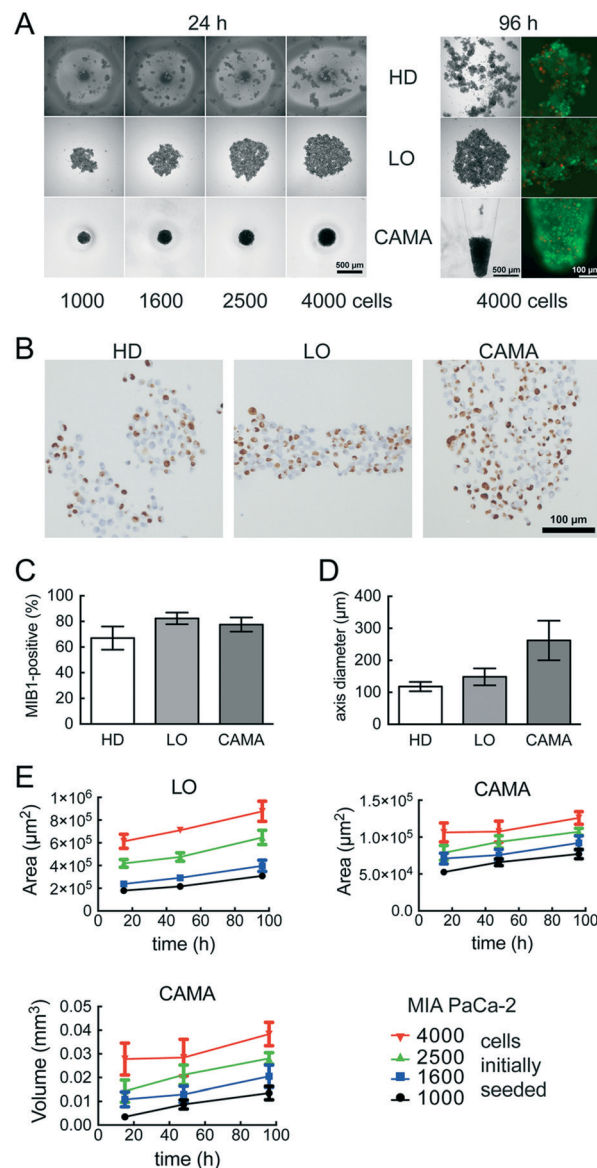 A
24 h
96 h
HD
LO
CAMA
500 µm
500 µm
100 µm
1000 1600 2500 4000 cells
4000 cells
B
HD LO CAMA
100 µm
C
MIB1-positive (%)
100
80
60
40
20
0
HD LO CAMA
D
axis diameter (µm)
400
300
200
100
0
HD LO CAMA
E
LO
Area (µm²)
1×10⁶
8×10⁵
6×10⁵
4×10⁵
2×10⁵
0 20 40 60 80 100
time (h)
CAMA
Area (µm²)
1.5×10⁵
1.0×10⁵
5.0×10⁴
0.0
0 20 40 60 80 100
time (h)
CAMA
Volume (mm³)
0.05
0.04
0.03
0.02
0.01
0.00
0 20 40 60 80 100
time (h)
MIA PaCa-2
4000 cells
2500 initially
1600 seeded
1000